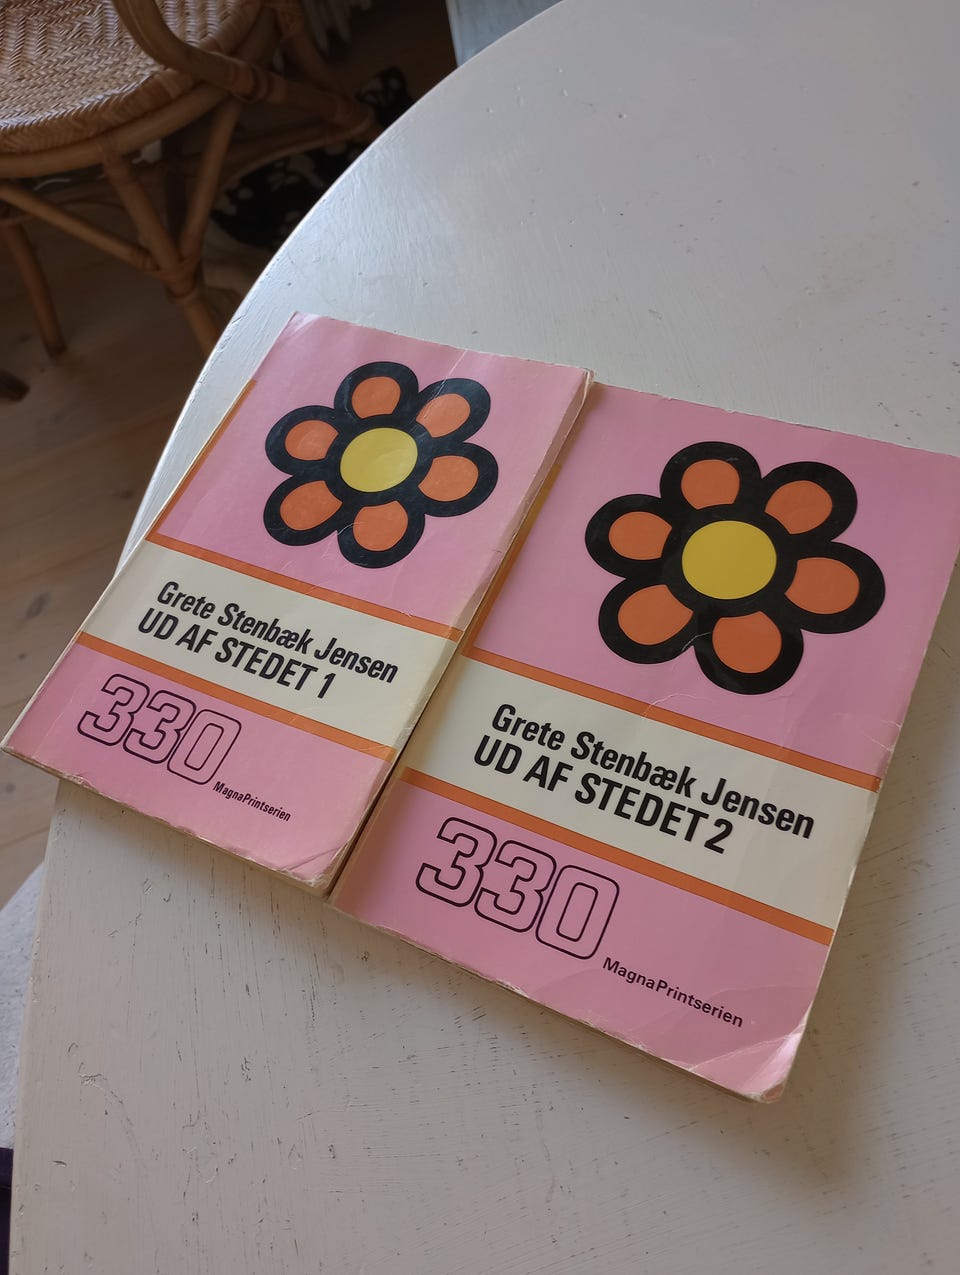 Grete Stenbæk Jensen
UD AF STEDET 1
330
MagnaPrintserien
Grete Stenbæk Jensen
UD AF STEDET 2
330
MagnaPrintserien